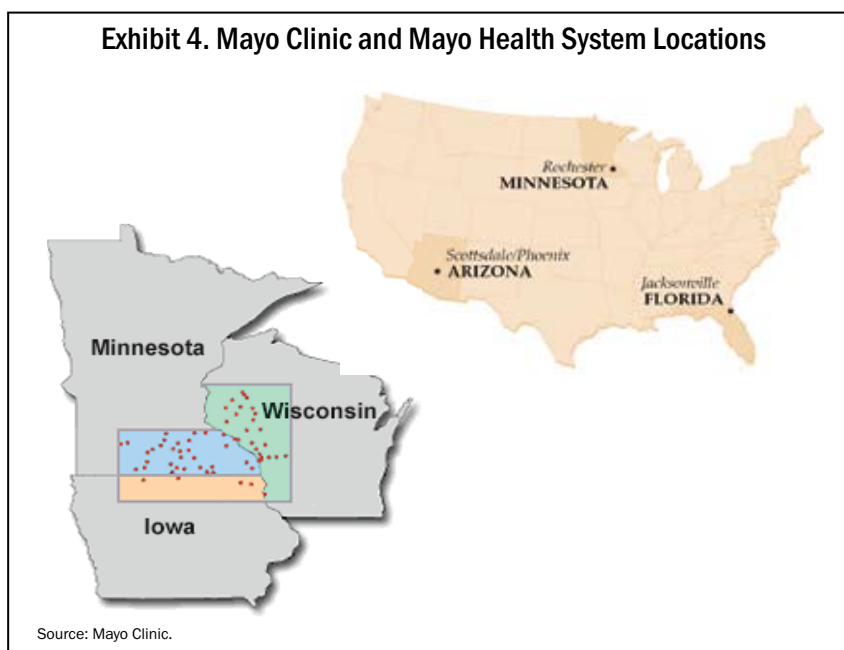 Exhibit 4. Mayo Clinic and Mayo Health System Locations
Rochester
MINNESOTA
Scottsdale/Phoenix
ARIZONA
Jacksonville
FLORIDA
Minnesota
Wisconsin
Iowa
Source: Mayo Clinic.